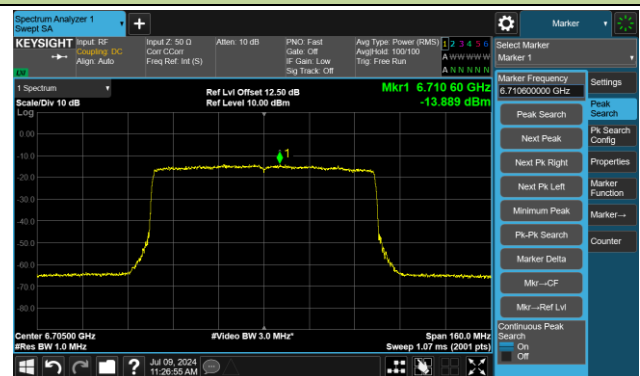 Spectrum Analyzer 1
Swept SA
+
Marker
KEYSIGHT
Input: RF
Coupling: DC
Align: Auto
Input Z: 50 Ω
Corr CCorr
Freq Ref: Int (S)
Atten: 10 dB
PNO: Fast
Gate: Off
IF Gain: Low
Sig Track: Off
Avg Type: Power (RMS)
Avg|Hold: 100/100
Trig: Free Run
1 2 3 4 5 6
A W W W W W
A N N N N N
LXI
Select Marker
Marker 1
1 Spectrum
Scale/Div 10 dB
Log
Ref Lvl Offset 12.50 dB
Ref Level 10.00 dBm
Mkr1 6.710 60 GHz
-13.889 dBm
0.00
-10.0
-20.0
-30.0
-40.0
-50.0
-60.0
-70.0
-80.0
1
Center 6.70500 GHz
#Res BW 1.0 MHz
#Video BW 3.0 MHz*
Span 160.0 MHz
Sweep 1.07 ms (2001 pts)
Marker Frequency
6.710600000 GHz
Peak Search
Next Peak
Next Pk Right
Next Pk Left
Minimum Peak
Pk-Pk Search
Marker Delta
Mkr→CF
Mkr→Ref Lvl
Continuous Peak
Search
On
Off
Settings
Peak
Search
Pk Search
Config
Properties
Marker
Function
Marker→
Counter
?
Jul 09, 2024
11:26:55 AM